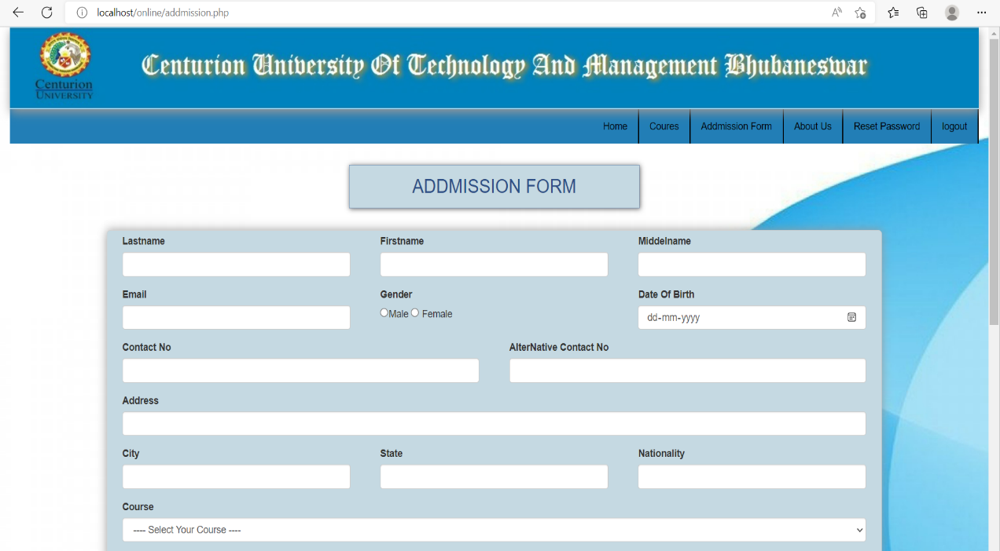 localhost/online/addmission.php
Centurion University Of Technology And Management Bhubaneswar
Centurion
UNIVERSITY
Home Coures Addmission Form About Us Reset Password logout
ADDMISSION FORM
Lastname Firstname Middelname
Email Gender Date Of Birth
Male Female dd-mm-yyyy
Contact No AlterNative Contact No
Address
City State Nationality
Course
---- Select Your Course ----